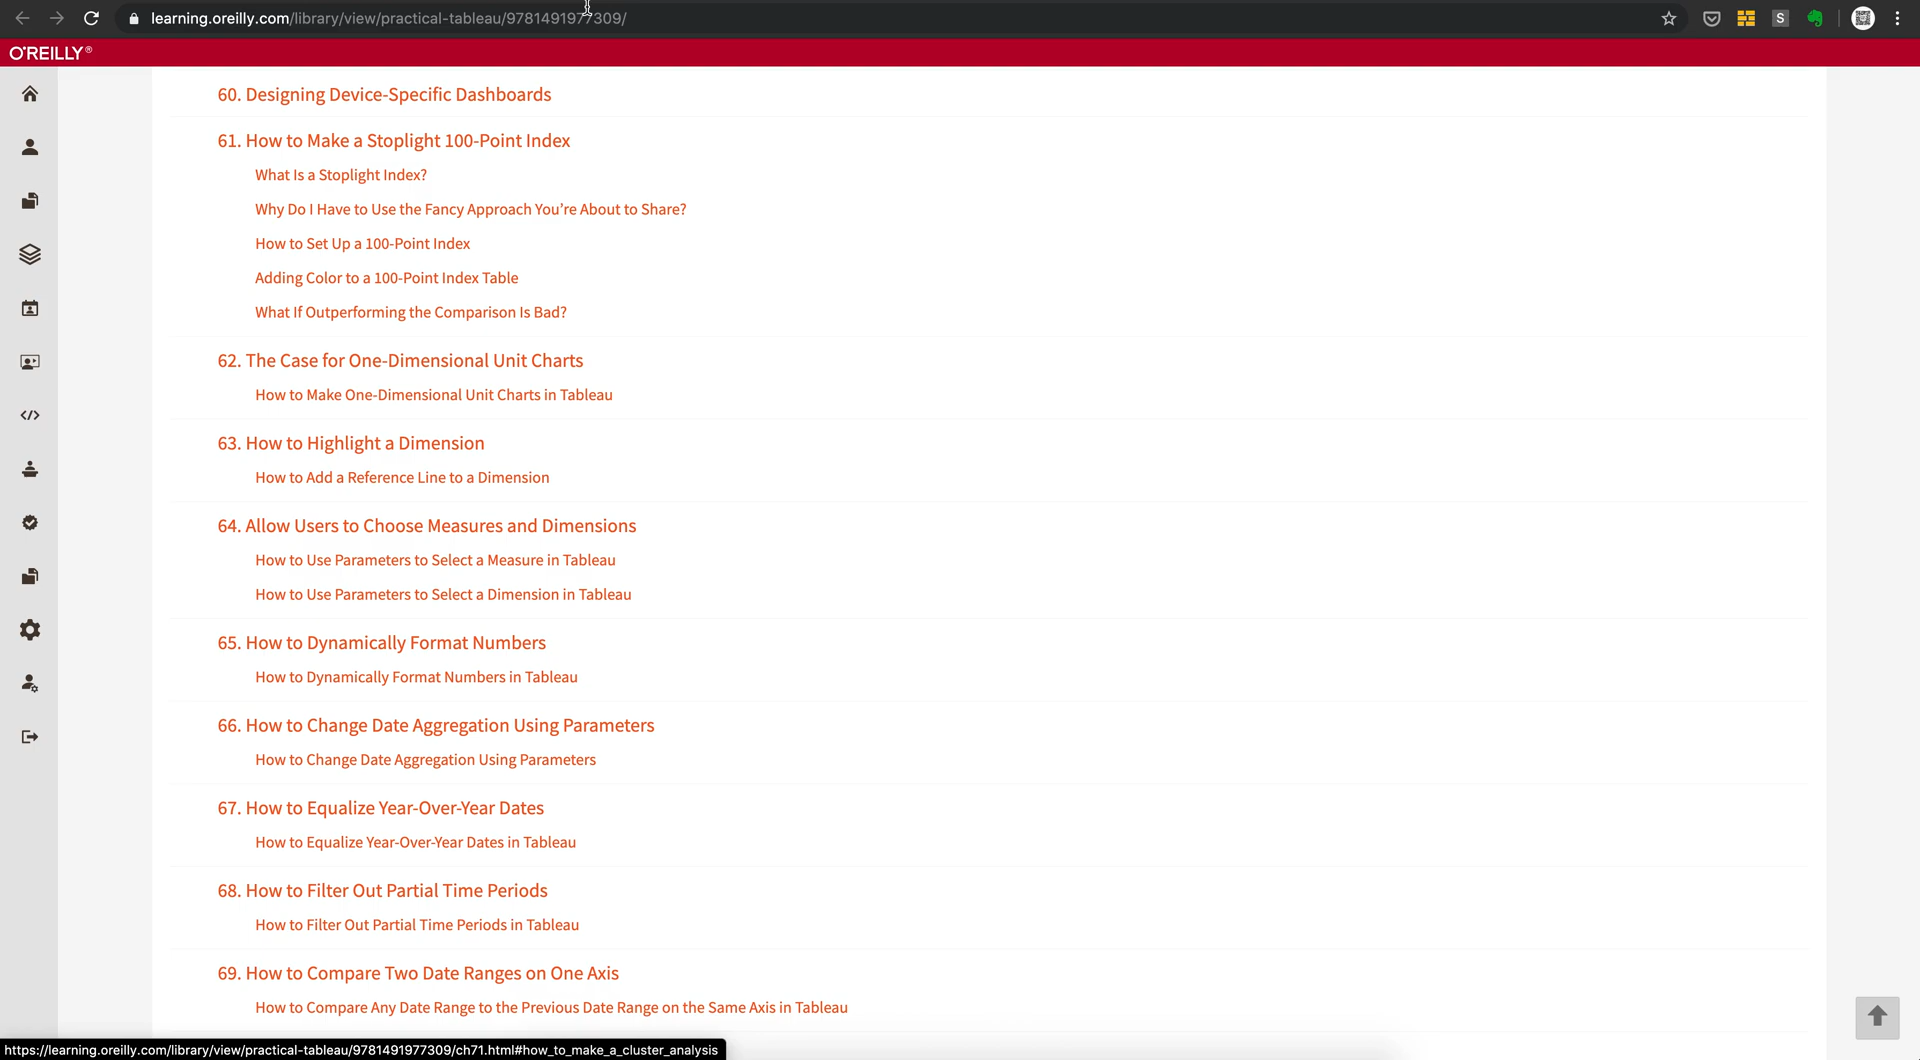 learning.oreilly.com/library/view/practical-tableau/9781491977309/
S
O'REILLY®
60. Designing Device-Specific Dashboards
61. How to Make a Stoplight 100-Point Index
What Is a Stoplight Index?
Why Do I Have to Use the Fancy Approach You’re About to Share?
How to Set Up a 100-Point Index
Adding Color to a 100-Point Index Table
What If Outperforming the Comparison Is Bad?
62. The Case for One-Dimensional Unit Charts
How to Make One-Dimensional Unit Charts in Tableau
63. How to Highlight a Dimension
How to Add a Reference Line to a Dimension
64. Allow Users to Choose Measures and Dimensions
How to Use Parameters to Select a Measure in Tableau
How to Use Parameters to Select a Dimension in Tableau
65. How to Dynamically Format Numbers
How to Dynamically Format Numbers in Tableau
66. How to Change Date Aggregation Using Parameters
How to Change Date Aggregation Using Parameters
67. How to Equalize Year-Over-Year Dates
How to Equalize Year-Over-Year Dates in Tableau
68. How to Filter Out Partial Time Periods
How to Filter Out Partial Time Periods in Tableau
69. How to Compare Two Date Ranges on One Axis
How to Compare Any Date Range to the Previous Date Range on the Same Axis in Tableau
https://learning.oreilly.com/library/view/practical-tableau/9781491977309/ch71.html#how_to_make_a_cluster_analysis